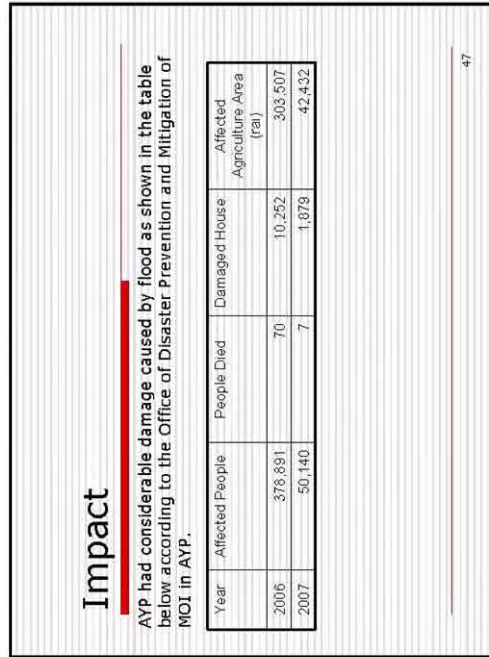 Impact
AYP had considerable damage caused by flood as shown in the table
below according to the Office of Disaster Prevention and Mitigation of
MOI in AYP.
Year Affected People People Died Damaged House Affected
Agriculture Area
(rai)
2006 378,891 70 10,252 303,507
2007 50,140 7 1,879 42,432
47